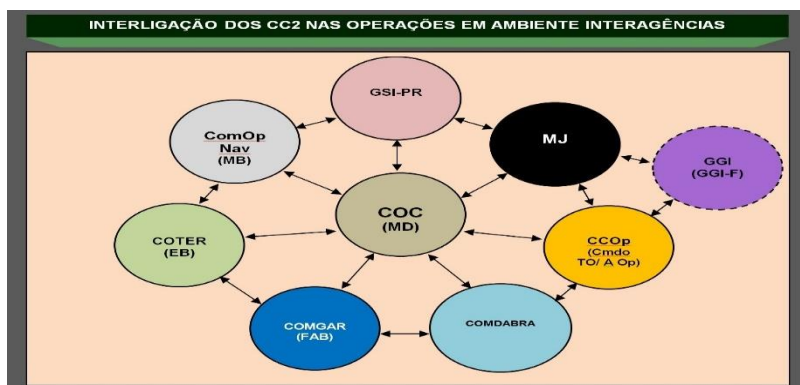 INTERLIGAÇÃO DOS CC2 NAS OPERAÇÕES EM AMBIENTE INTERAGÊNCIAS
GSI-PR
ComOp
Nav
(MB)
MJ
GGI
(GGI-F)
COC
(MD)
COTER
(EB)
CCOp
(Cmdo
TO/ A Op)
COMGAR
(FAB)
COMDABRA